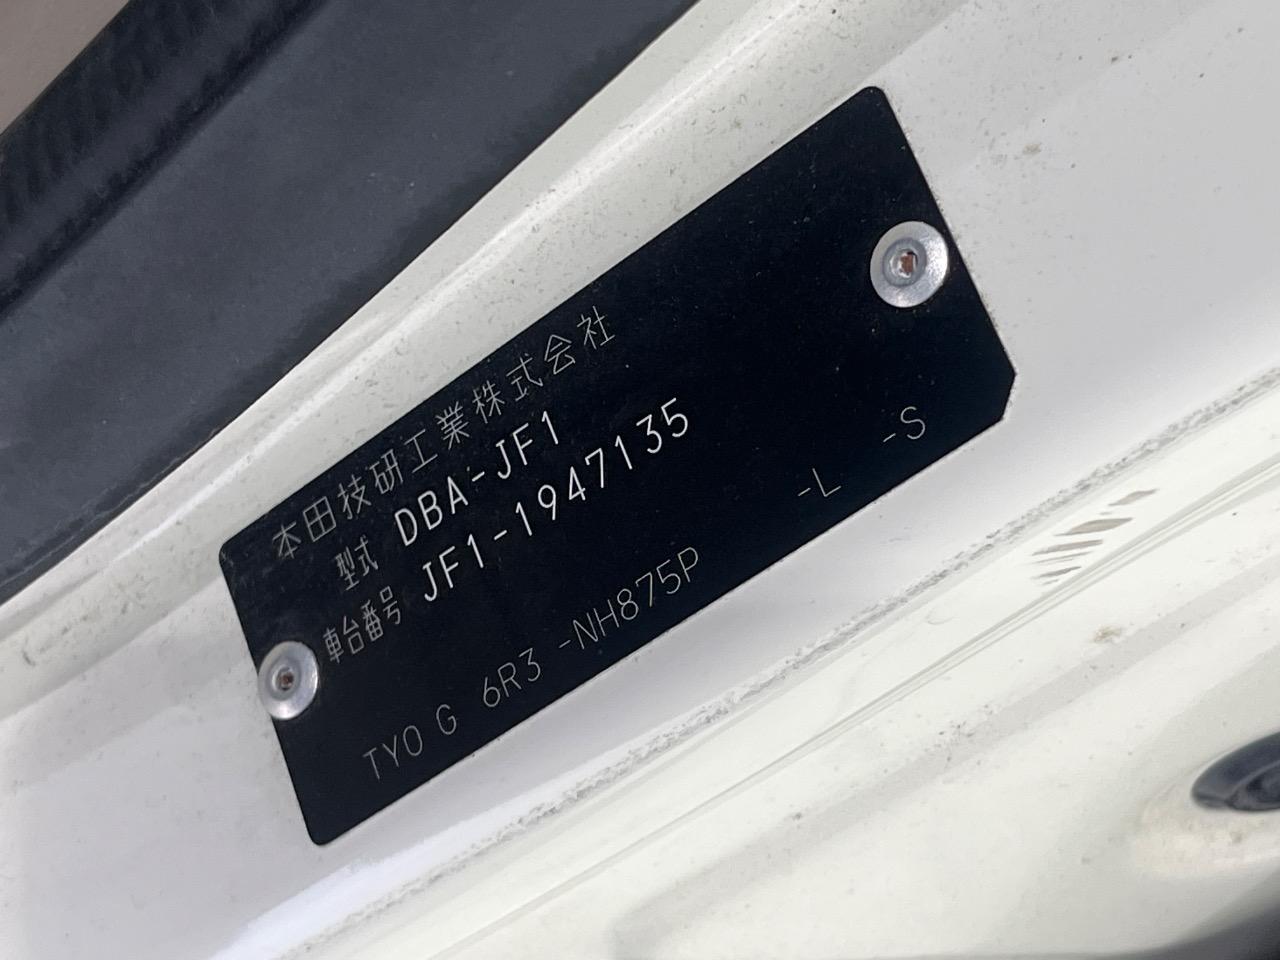 本田技研工業株式会社
型式 DBA-JF1
車台番号 JF1-1947135
TYO G 6R3 -NH875P -L -S